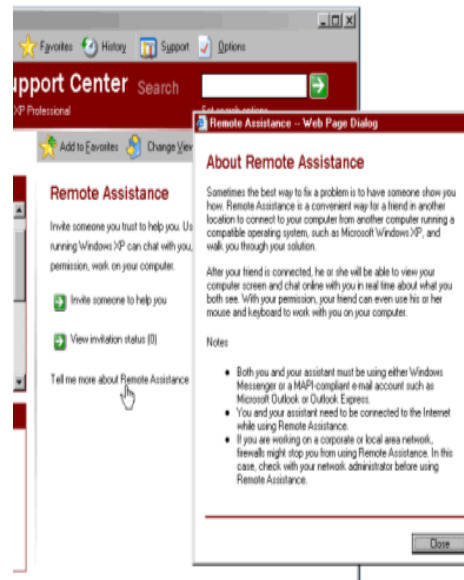 Favorites History Support Options
upport Center Search
XP Professional
Set search options
Add to Favorites Change View
Remote Assistance
Invite someone you trust to help you. Us
running Windows XP can chat with you,
permission, work on your computer.
Invite someone to help you
View invitation status (0)
Tell me more about Remote Assistance
Remote Assistance -- Web Page Dialog
About Remote Assistance
Sometimes the best way to fix a problem is to have someone show you
how. Remote Assistance is a convenient way for a friend in another
location to connect to your computer from another computer running a
compatible operating system, such as Microsoft Windows XP, and
walk you through your solution.
After your friend is connected, he or she will be able to view your
computer screen and chat online with you in real time about what you
both see. With your permission, your friend can even use his or her
mouse and keyboard to work with you on your computer.
Notes
Both you and your assistant must be using either Windows
Messenger or a MAPI-compliant e-mail account such as
Microsoft Outlook or Outlook Express.
You and your assistant need to be connected to the Internet
while using Remote Assistance.
If you are working on a corporate or local area network,
firewalls might stop you from using Remote Assistance. In this
case, check with your network administrator before using
Remote Assistance.
Close